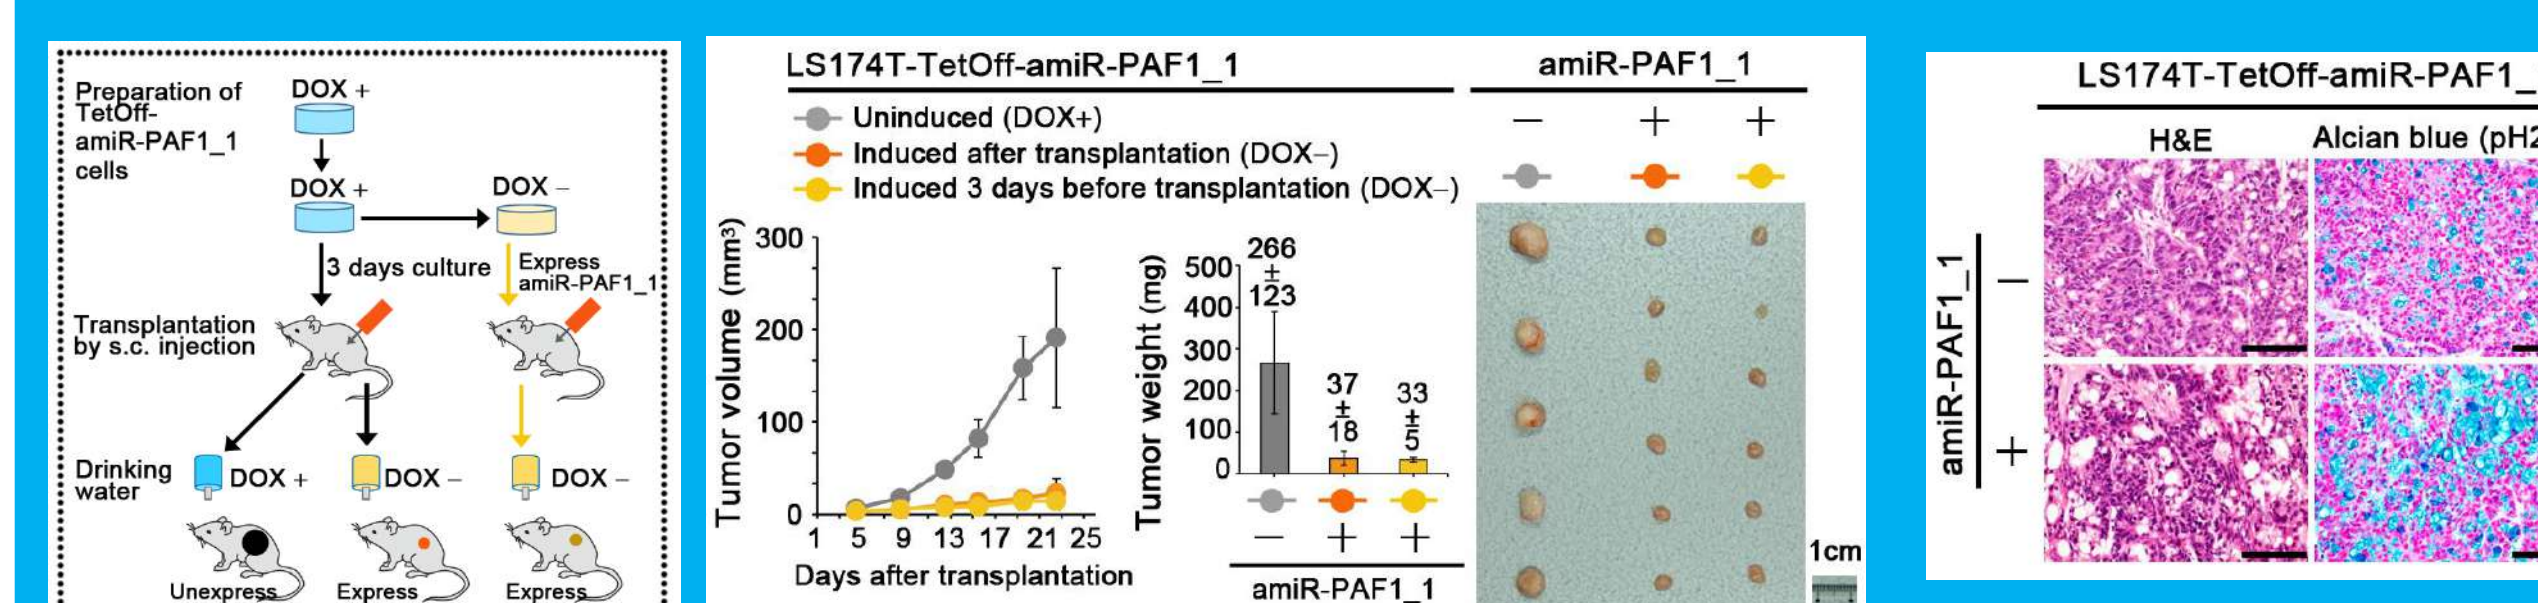 Preparation of
TetOff-
amiR-PAF1_1
cells
DOX +
DOX +
DOX −
3 days culture
Express
amiR-PAF1_1
Transplantation
by s.c. injection
Drinking
water
DOX +
DOX −
DOX −
Unexpress
Express
Express
LS174T-TetOff-amiR-PAF1_1
Uninduced (DOX+)
Induced after transplantation (DOX−)
Induced 3 days before transplantation (DOX−)
Tumor volume (mm³)
300
200
100
0
1 5 9 13 17 21 25
Days after transplantation
Tumor weight (mg)
500
400
300
200
100
0
266
±
123
37
±
18
33
±
5
− + +
amiR-PAF1_1
amiR-PAF1_1
− + +
1cm
LS174T-TetOff-amiR-PAF1_
H&E
Alcian blue (pH2
amiR-PAF1_1
−
+